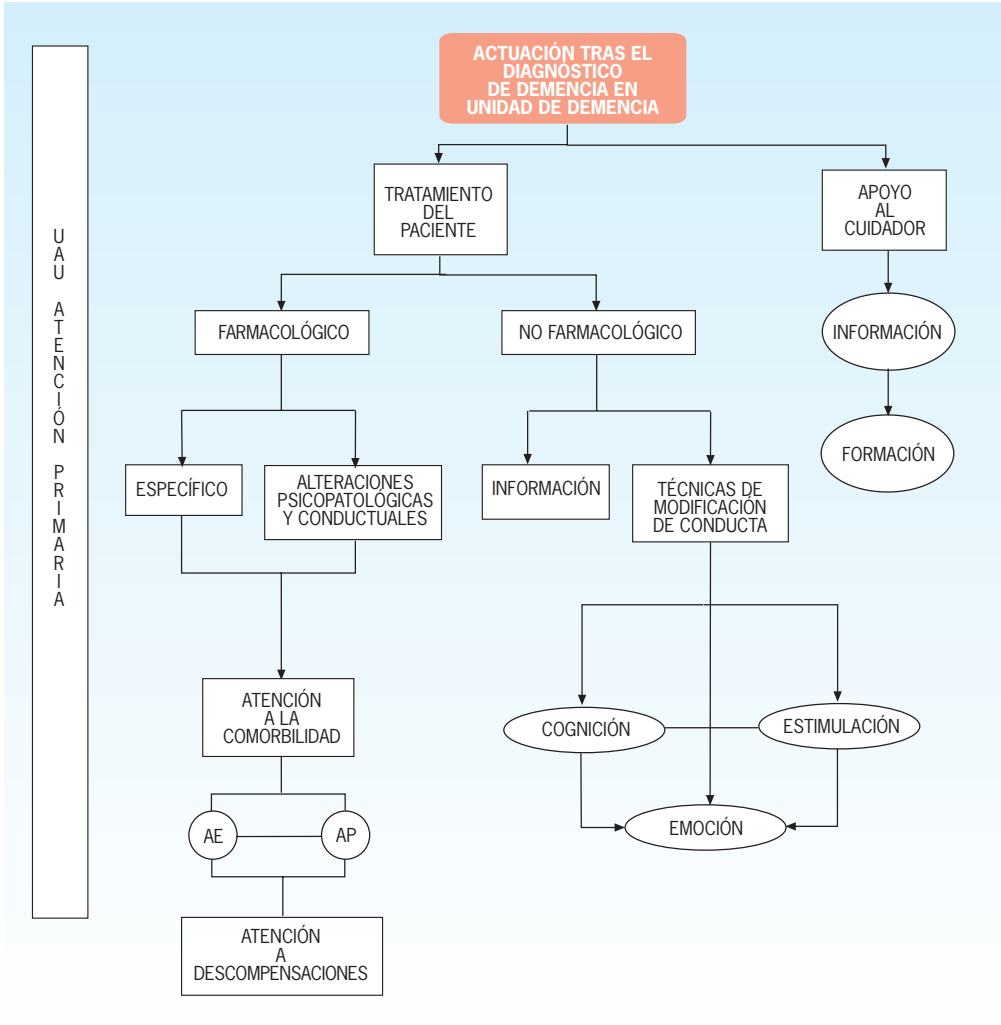 ACTUACIÓN TRAS EL
DIAGNÓSTICO
DE DEMENCIA EN
UNIDAD DE DEMENCIA
UAU ATENCIÓN PRIMARIA
TRATAMIENTO
DEL
PACIENTE
APOYO
AL
CUIDADOR
FARMACOLÓGICO
NO FARMACOLÓGICO
INFORMACIÓN
ESPECÍFICO
ALTERACIONES
PSICOPATOLÓGICAS
Y CONDUCTUALES
INFORMACIÓN
TÉCNICAS DE
MODIFICACIÓN
DE CONDUCTA
FORMACIÓN
ATENCIÓN
A LA
COMORBILIDAD
COGNICIÓN
ESTIMULACIÓN
AE
AP
EMOCIÓN
ATENCIÓN
A
DESCOMPENSACIONES